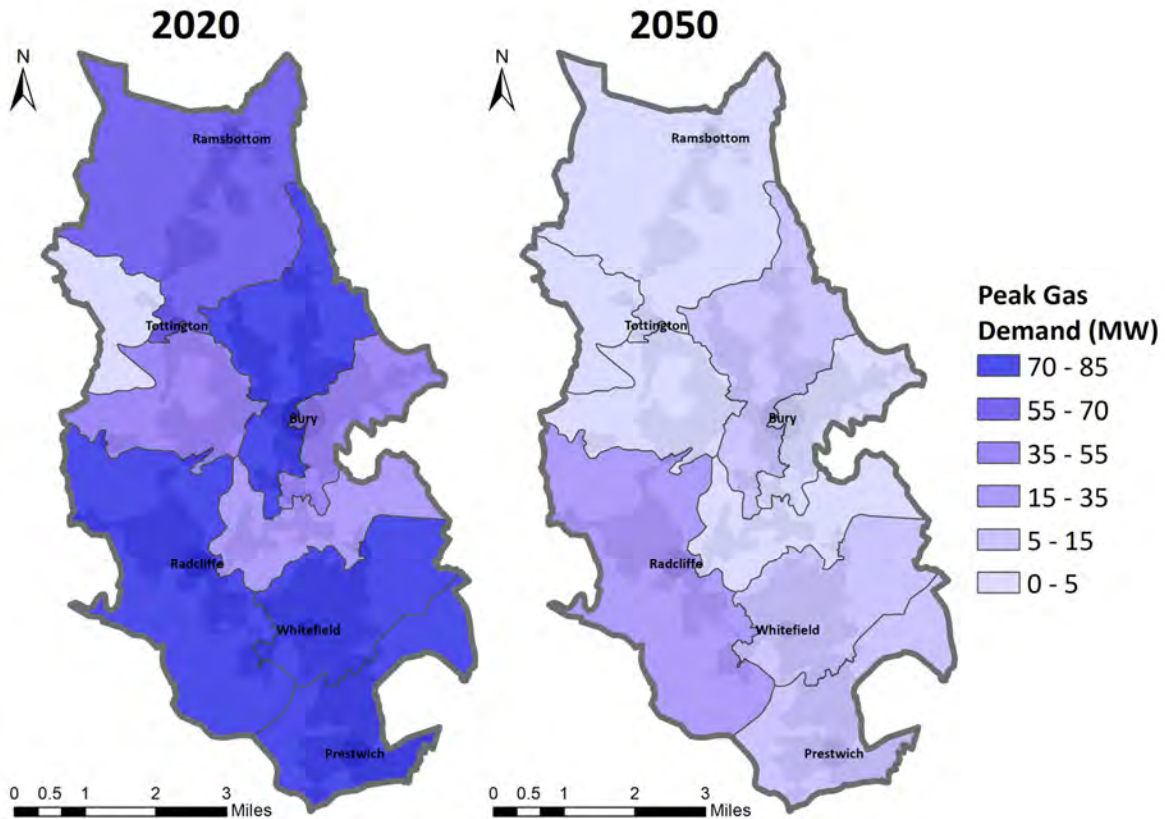 2020
2050
N
N
Ramsbottom
Ramsbottom
Tottington
Tottington
Bury
Bury
Radcliffe
Radcliffe
Whitefield
Whitefield
Prestwich
Prestwich
Peak Gas
Demand (MW)
70 - 85
55 - 70
35 - 55
15 - 35
5 - 15
0 - 5
0 0.5 1 2 3
Miles
0 0.5 1 2 3
Miles